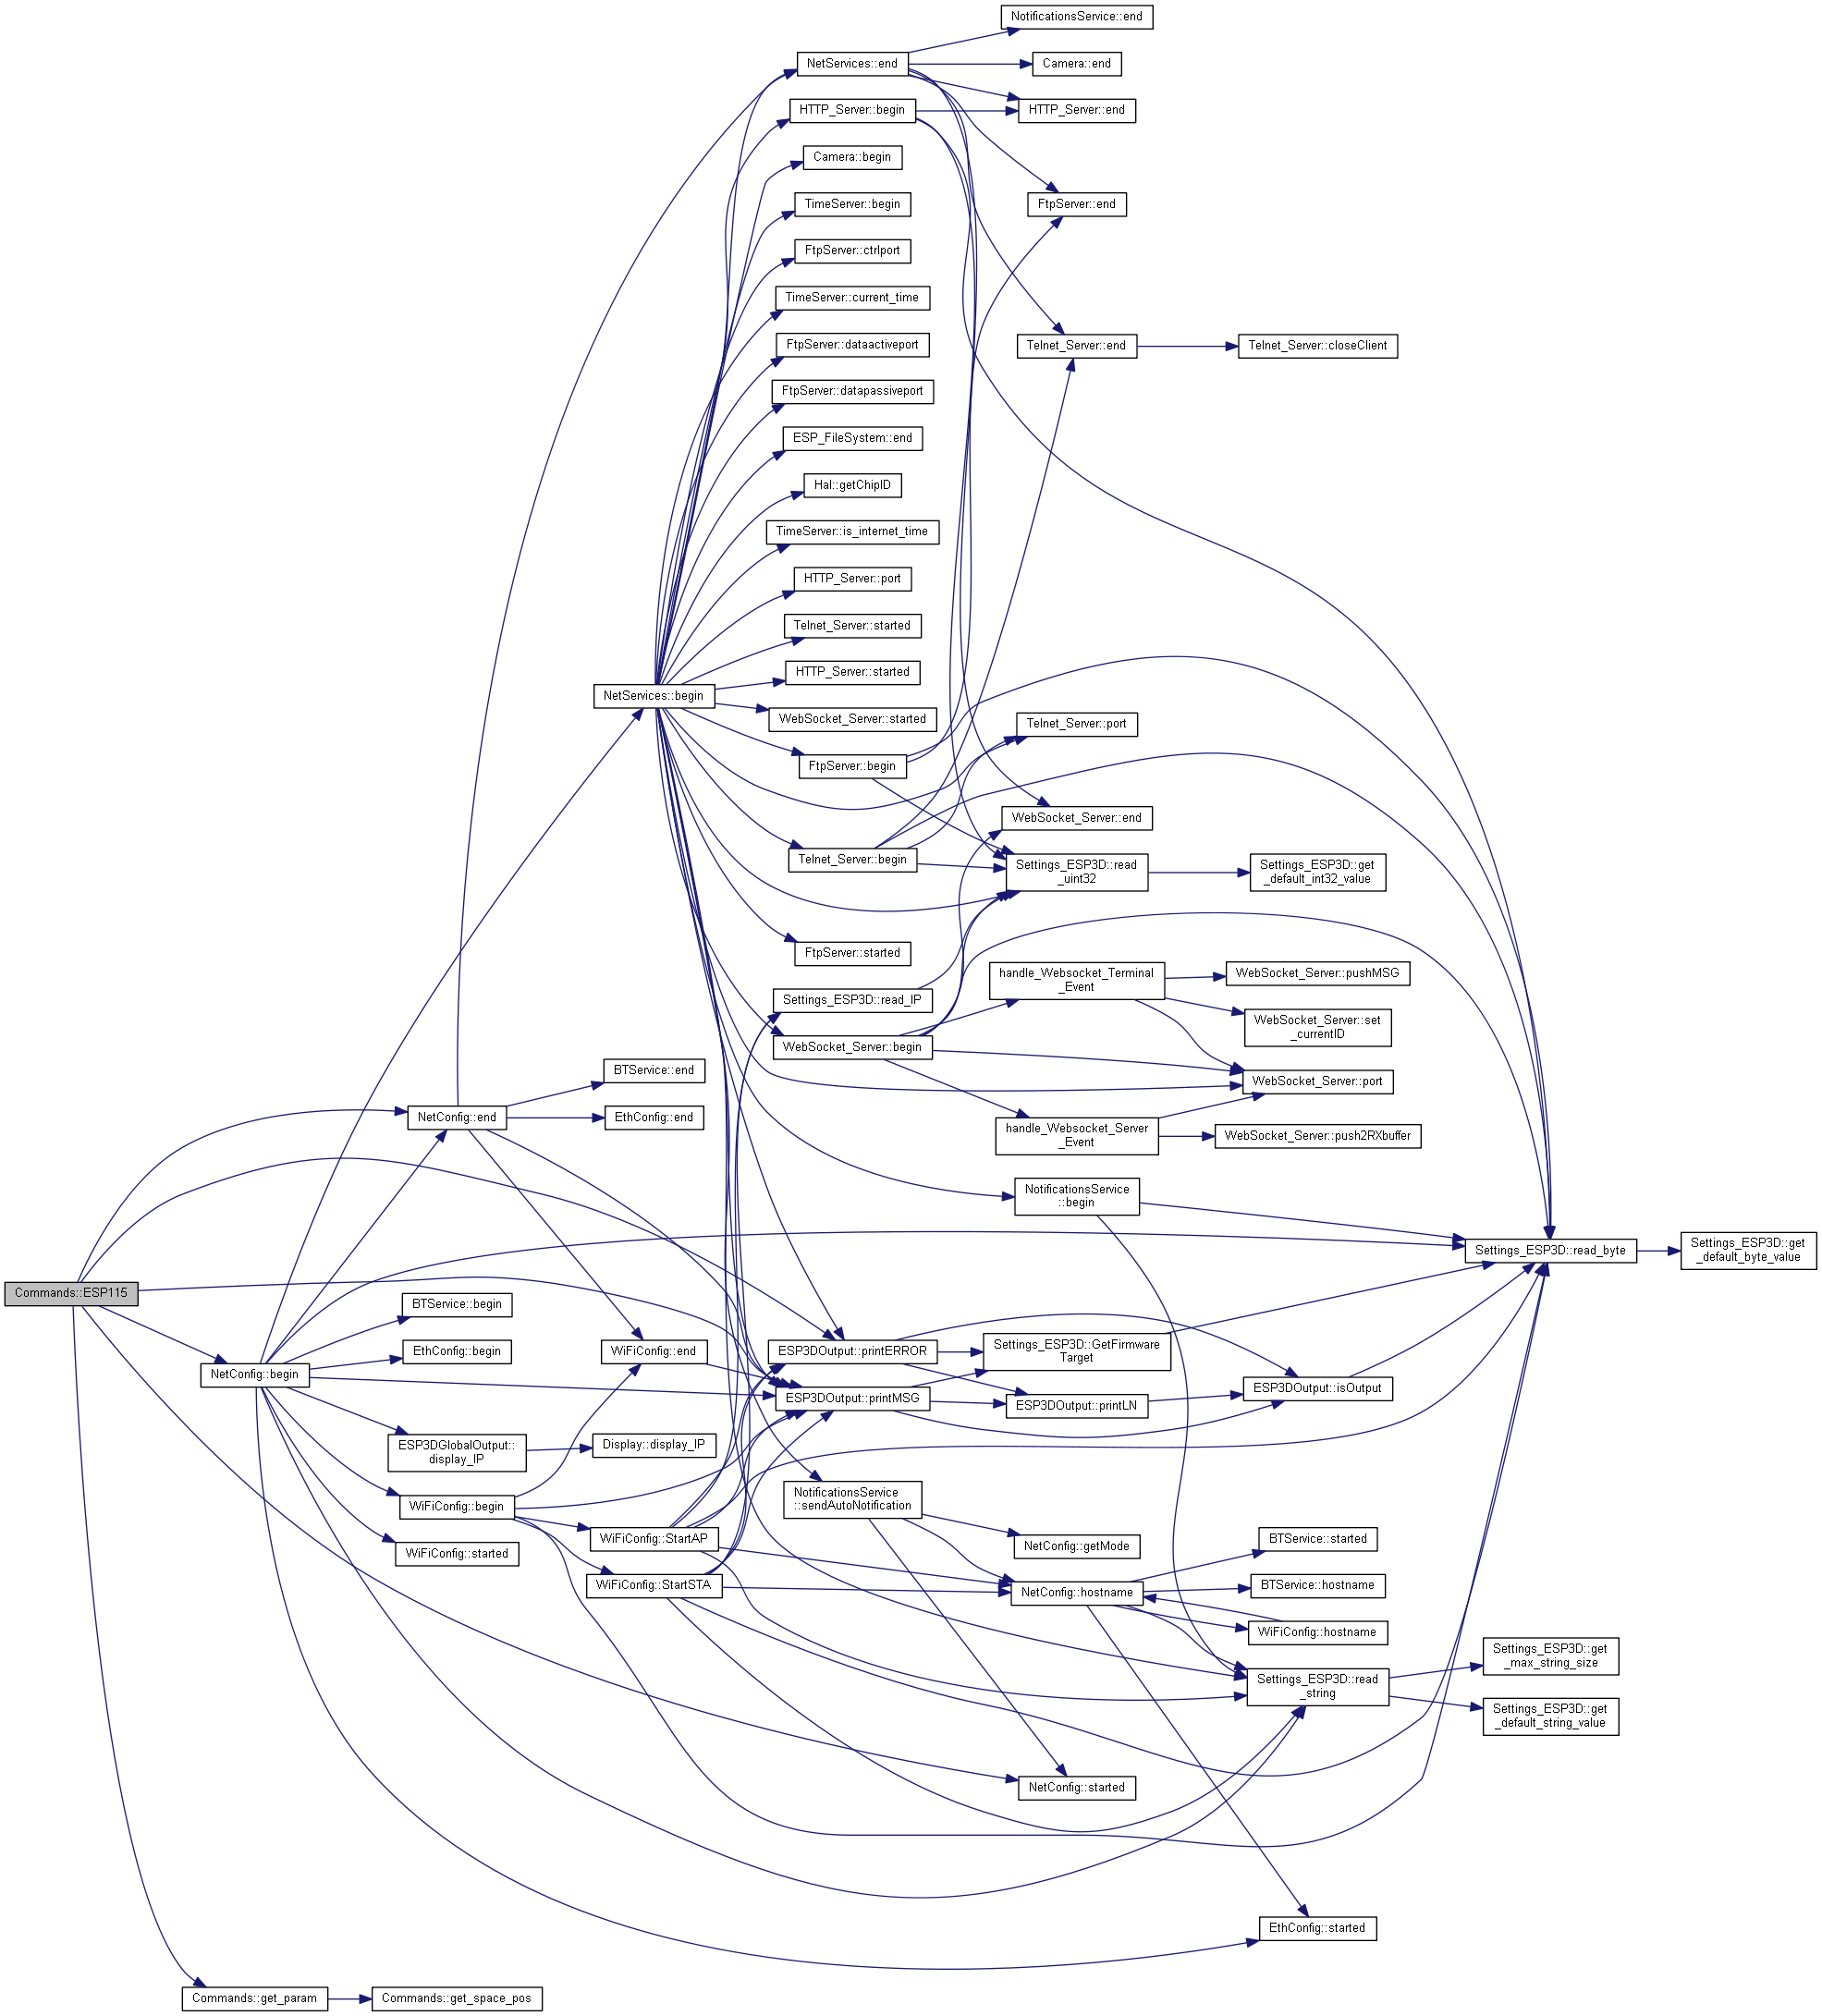 NotificationsService::end
NetServices::end
Camera::end
HTTP_Server::begin
HTTP_Server::end
Camera::begin
TimeServer::begin
FtpServer::end
FtpServer::ctrlport
TimeServer::current_time
FtpServer::dataactiveport
Telnet_Server::end
Telnet_Server::closeClient
FtpServer::datapassiveport
ESP_FileSystem::end
Hal::getChipID
TimeServer::is_internet_time
HTTP_Server::port
Telnet_Server::started
HTTP_Server::started
NetServices::begin
WebSocket_Server::started
Telnet_Server::port
FtpServer::begin
WebSocket_Server::end
Telnet_Server::begin
Settings_ESP3D::read
_uint32
Settings_ESP3D::get
_default_int32_value
FtpServer::started
handle_Websocket_Terminal
_Event
WebSocket_Server::pushMSG
Settings_ESP3D::read_IP
WebSocket_Server::set
_currentID
WebSocket_Server::begin
BTService::end
WebSocket_Server::port
NetConfig::end
EthConfig::end
handle_Websocket_Server
_Event
WebSocket_Server::push2RXbuffer
NotificationsService
::begin
Settings_ESP3D::read_byte
Settings_ESP3D::get
_default_byte_value
Commands::ESP115
BTService::begin
EthConfig::begin
WiFiConfig::end
ESP3DOutput::printERROR
Settings_ESP3D::GetFirmware
Target
NetConfig::begin
ESP3DOutput::printMSG
ESP3DOutput::printLN
ESP3DOutput::isOutput
ESP3DGlobalOutput::
display_IP
Display::display_IP
WiFiConfig::begin
NotificationsService
::sendAutoNotification
WiFiConfig::StartAP
NetConfig::getMode
BTService::started
WiFiConfig::started
WiFiConfig::StartSTA
NetConfig::hostname
BTService::hostname
WiFiConfig::hostname
Settings_ESP3D::get
_max_string_size
Settings_ESP3D::read
_string
Settings_ESP3D::get
_default_string_value
NetConfig::started
EthConfig::started
Commands::get_param
Commands::get_space_pos